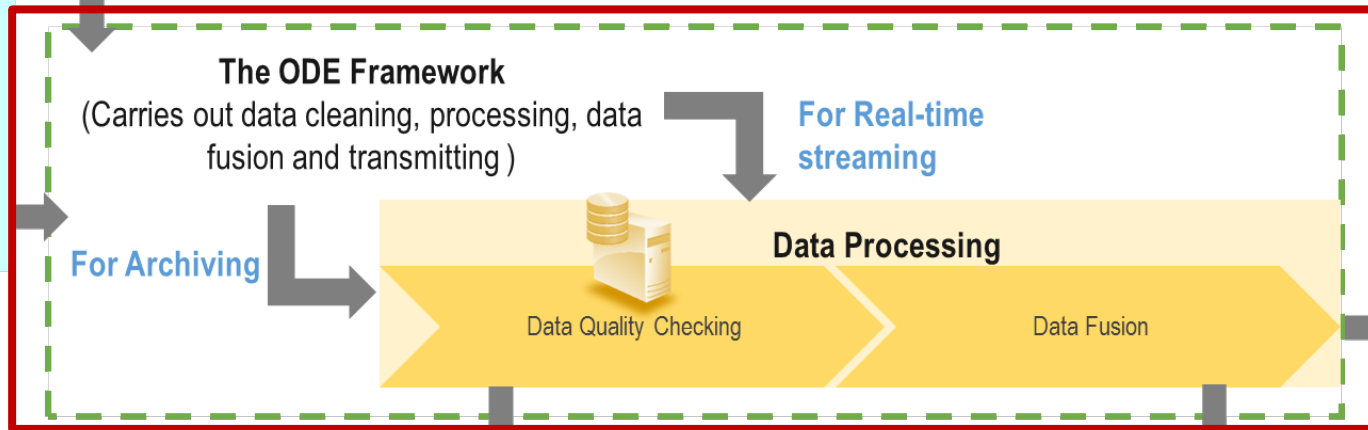 The ODE Framework
(Carries out data cleaning, processing, data
fusion and transmitting )
For Real-time
streaming
For Archiving
Data Processing
Data Quality Checking
Data Fusion